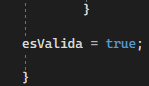 }
esValida = true;
}